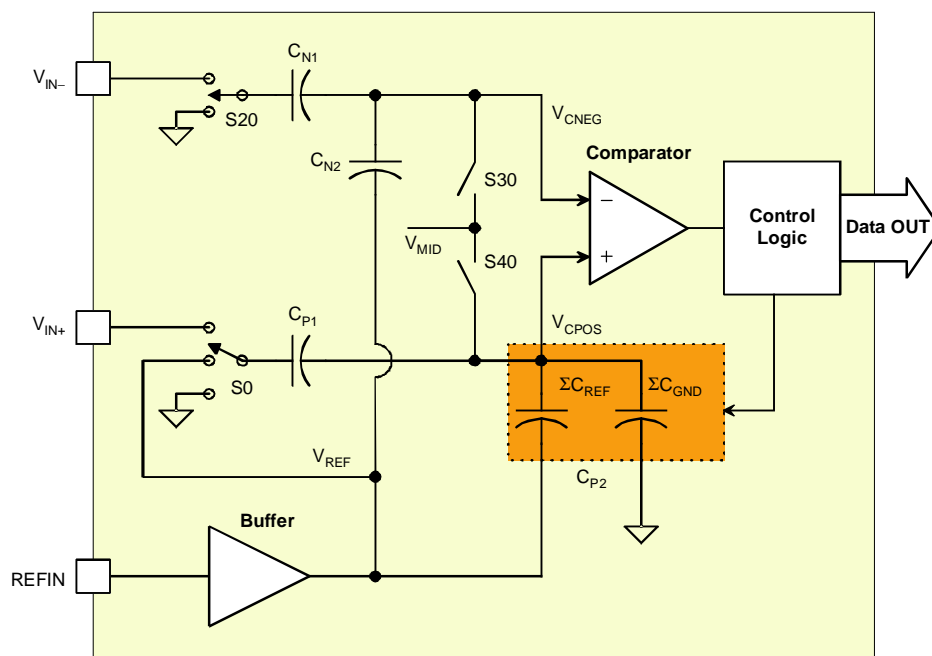 C_N1
V_IN–
S20
V_CNEG
C_N2
Comparator
S30
–
Control
Logic
Data OUT
V_MID
S40
+
V_IN+
C_P1
V_CPOS
S0
ΣC_REF
ΣC_GND
V_REF
C_P2
Buffer
REFIN